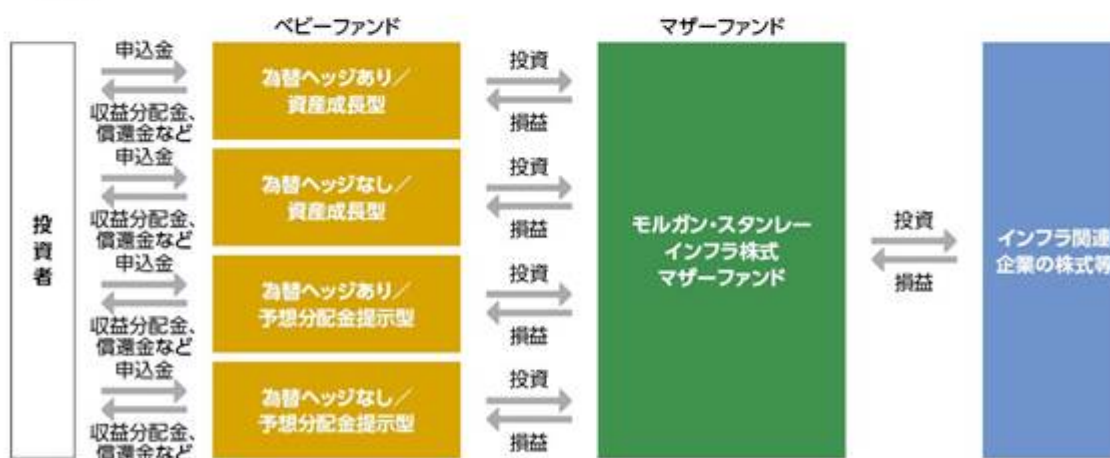 ベビーファンド
マザーファンド
投資者
申込金
収益分配金、
償還金など
為替ヘッジあり／
資産成長型
投資
損益
申込金
収益分配金、
償還金など
為替ヘッジなし／
資産成長型
投資
損益
申込金
収益分配金、
償還金など
為替ヘッジあり／
予想分配金提示型
投資
損益
申込金
収益分配金、
償還金など
為替ヘッジなし／
予想分配金提示型
投資
損益
モルガン・スタンレー
インフラ株式
マザーファンド
投資
損益
インフラ関連
企業の株式等